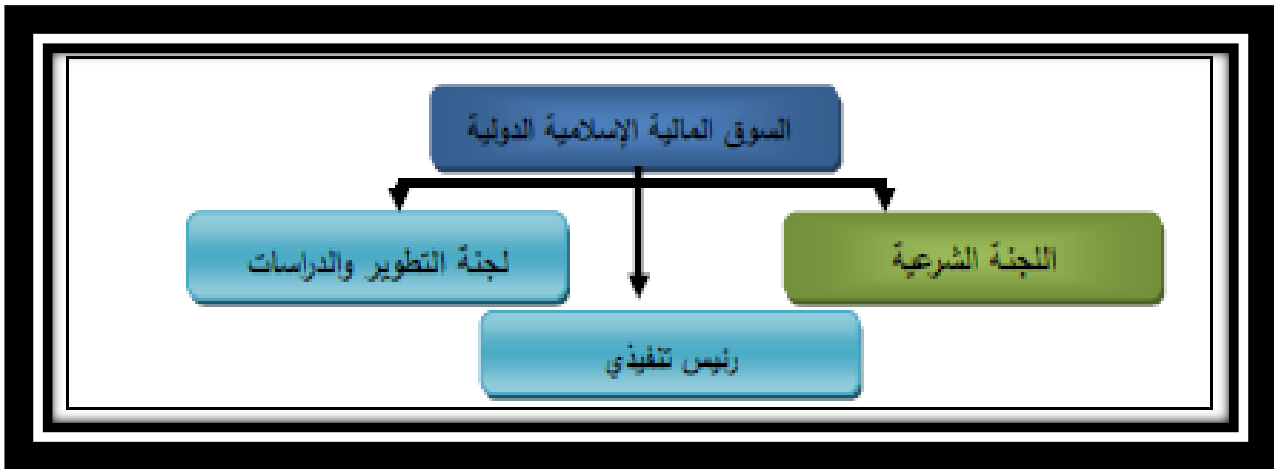 السوق المالية الإسلامية الدولية
اللجنة الشرعية
لجنة التطوير والدراسات
رئيس تنفيذي